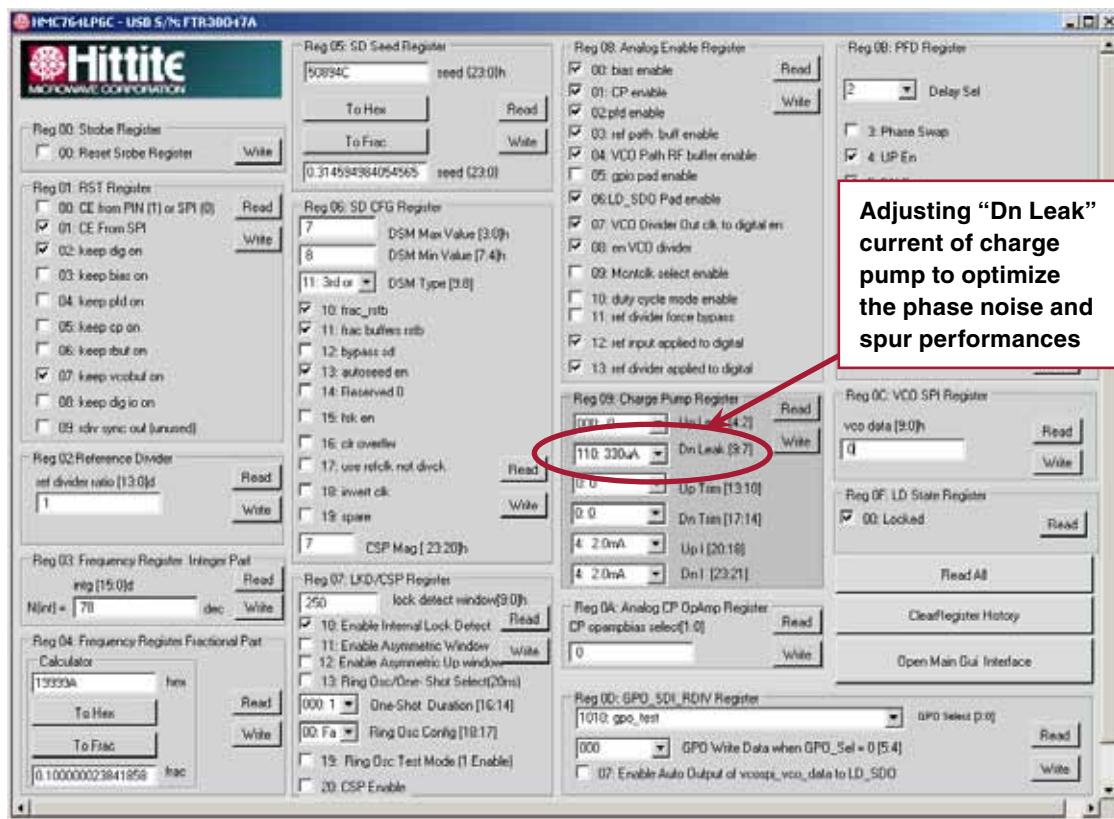 HMC764LP6C - USB S/N: FTR30047A
Hittite
MICROWAVE CORPORATION
Reg 00: Strobe Register
00: Reset Srobe Register Write
Reg 01: RST Register
00: CE from PIN (1) or SPI (0) Read
01: CE From SPI
Write
02: keep dig on
03: keep bias on
04: keep pfd on
05: keep cp on
06: keep rbuf on
07: keep vcobuf on
08: keep dig io on
09: rdiv sync out (unused)
Reg 02:Reference Divider
ref divider ratio [13:0]d Read
1
Write
Reg 03: Frequency Register Integer Part
intg [15:0]d Read
N(int) = 78 dec Write
Reg 04: Frequency Register Fractional Part
Calculator
19999A hex
Read
To Hex
Write
To Frac
0.100000023841858 frac
Reg 05: SD Seed Register
50894C seed (23:0)h
To Hex Read
To Frac Write
0.314594984054565 seed (23:0)
Reg 06: SD CFG Register
7 DSM Max Value [3:0]h
8 DSM Min Value [7:4]h
11: 3rd or DSM Type [9:8]
10: frac_rstb
11: frac buffers rstb
12: bypass sd
13: autoseed en
14: Reserved 0
15: hsk en
16: clr overflw
17: use refclk not divck Read
18: invert clk
Write
19: spare
7 CSP Mag [ 23:20]h
Reg 07: LKD/CSP Register
250 lock detect window[9:0]h
10: Enable Internal Lock Detect Read
11: Enable Asymmetric Window Write
12: Enable Asymmetric Up window
13: Ring Osc/One- Shot Select(20ns)
000: 1 One-Shot Duration [16:14]
00: Fa Ring Osc Config [18:17]
19: Ring Osc Test Mode (1 Enable)
20: CSP Enable
Reg 08: Analog Enable Register
00: bias enable Read
01: CP enable
Write
02:pfd enable
03: ref path buff enable
04: VCO Path RF buffer enable
05: gpio pad enable
06:LD_SDO Pad enable
07: VCO Divider Out clk to digital en
08: en VCO divider
09: Montclk select enable
10: duty cycle mode enable
11: ref divider force bypass
12: ref input applied to digital
13: ref divider applied to digital
Reg 09: Charge Pump Register
Read
110: 330uA Dn Leak [9:7] Write
0: 0 Up Trim [13:10]
0: 0 Dn Trim [17:14]
4: 2.0mA Up I [20:18]
4: 2.0mA Dn I [23:21]
Reg 0A: Analog CP OpAmp Register
CP opampbias select[1:0] Read
0 Write
Reg 0B: PFD Register
2 Delay Sel
3: Phase Swap
4: UP En
Adjusting “Dn Leak”
current of charge
pump to optimize
the phase noise and
spur performances
Reg 0C: VCO SPI Register
vco data [9:0]h Read
0
Write
Reg 0F: LD State Register
00: Locked Read
Read All
ClearRegister History
Open Main Gui Interface
Reg 0D: GPO_SDI_RDIV Register
1010: gpo_test GPO Select [3:0]
Read
000 GPO Write Data when GPO_Sel = 0 [5:4]
07: Enable Auto Output of vcospi_vco_data to LD_SDO Write